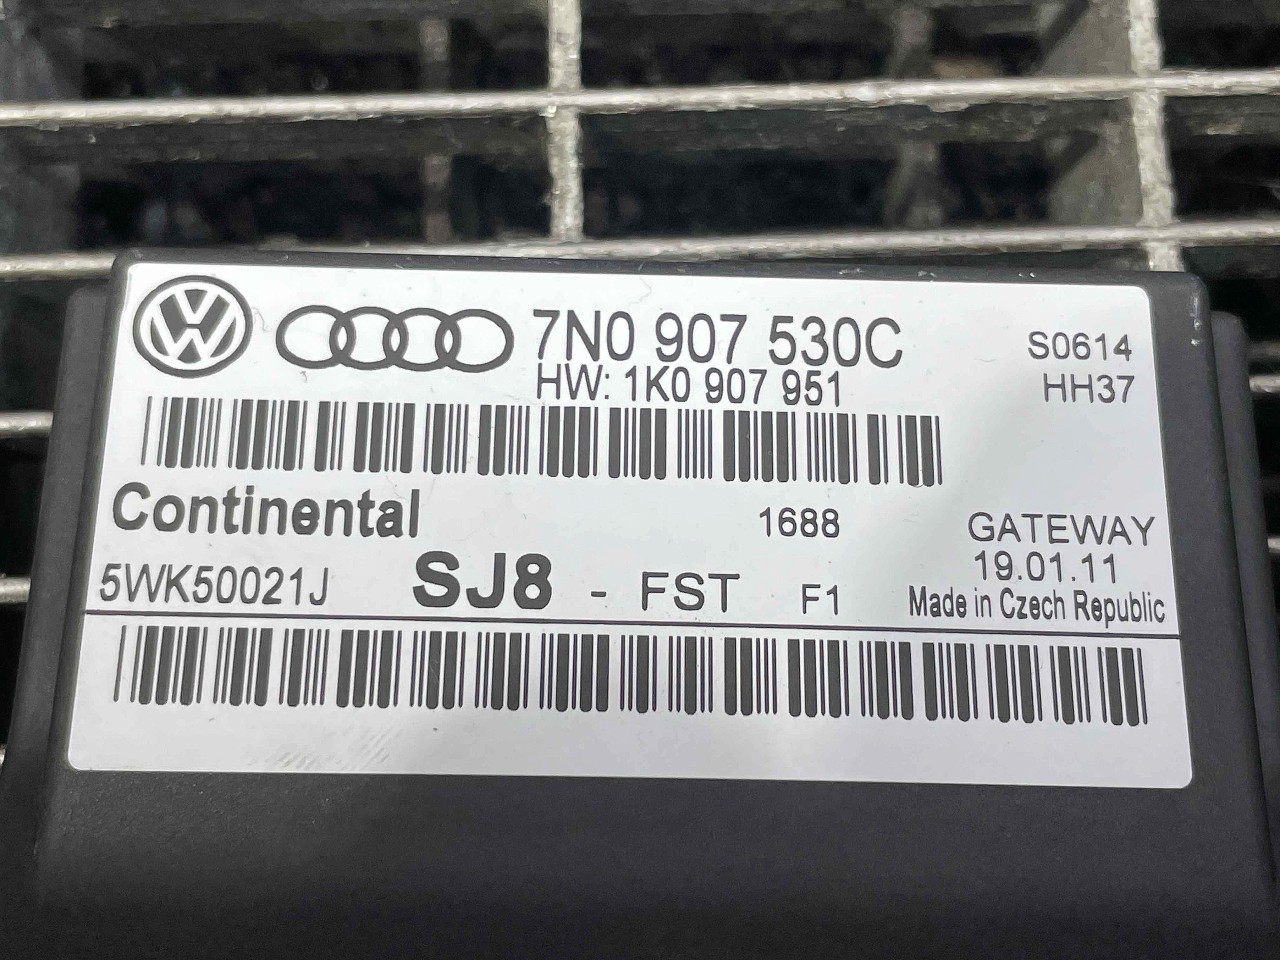 7N0 907 530C
S0614
HW: 1K0 907 951
HH37
Continental
1688
GATEWAY
19.01.11
5WK50021J
SJ8 - FST F1
Made in Czech Republic